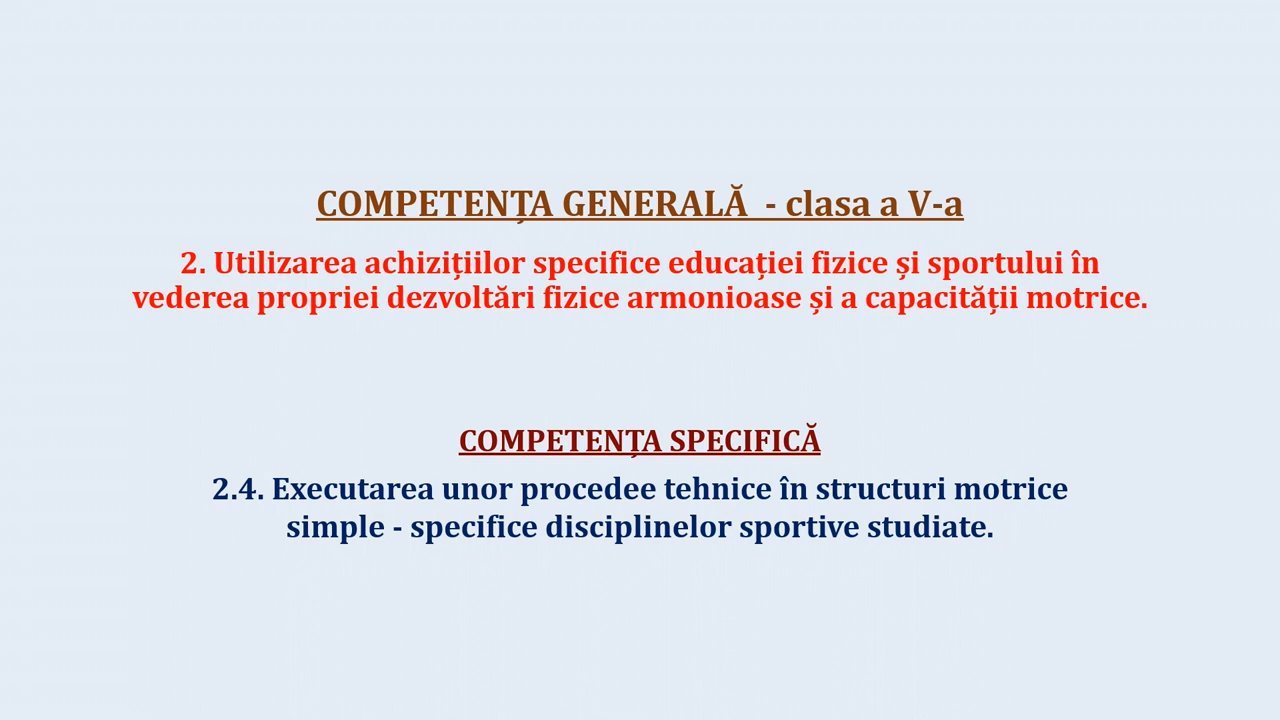 COMPETENȚA GENERALĂ - clasa a V-a
2. Utilizarea achizițiilor specifice educației fizice și sportului în
vederea propriei dezvoltări fizice armonioase și a capacității motrice.
COMPETENȚA SPECIFICĂ
2.4. Executarea unor procedee tehnice în structuri motrice
simple - specifice disciplinelor sportive studiate.